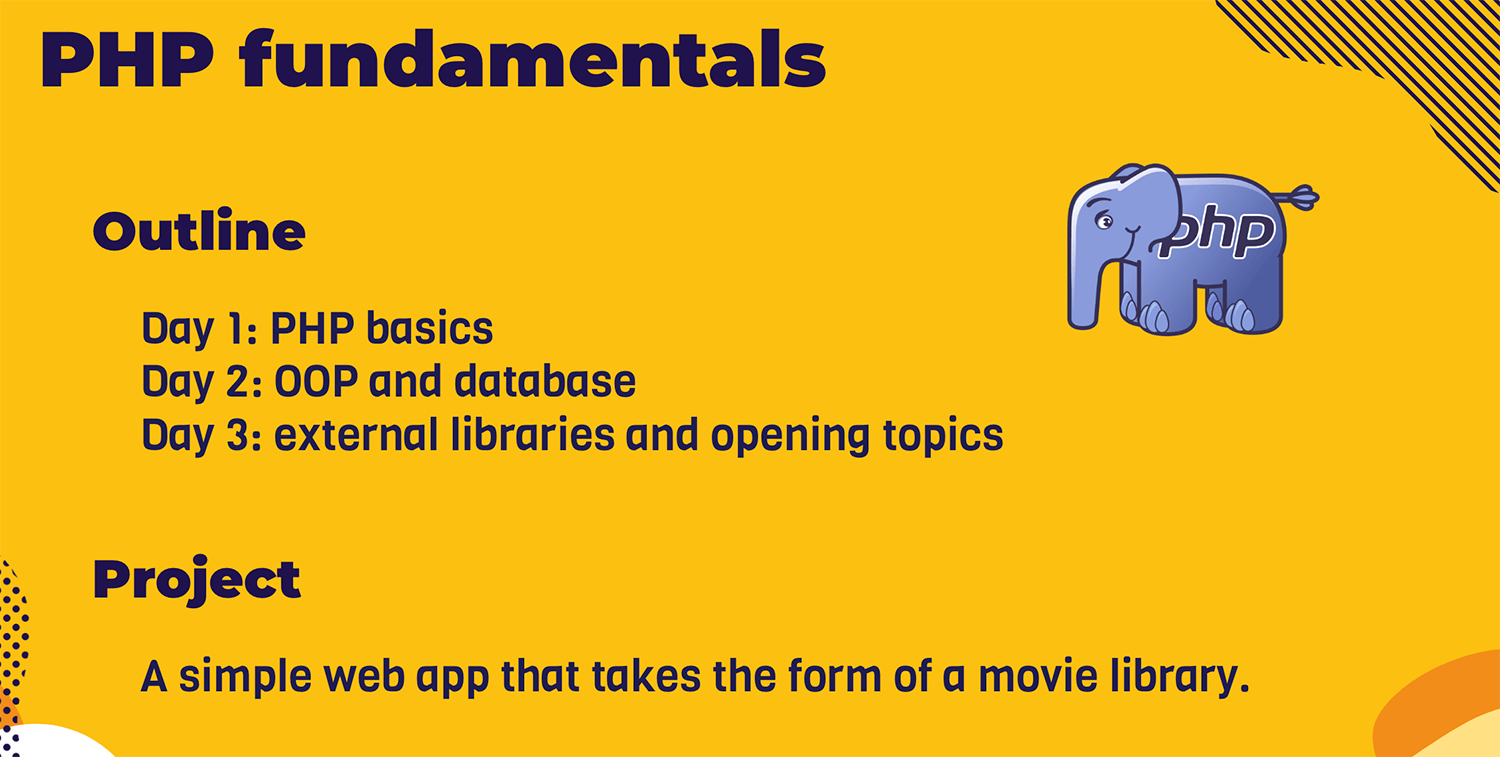 PHP fundamentals
Outline
php
Day 1: PHP basics
Day 2: OOP and database
Day 3: external libraries and opening topics
Project
A simple web app that takes the form of a movie library.